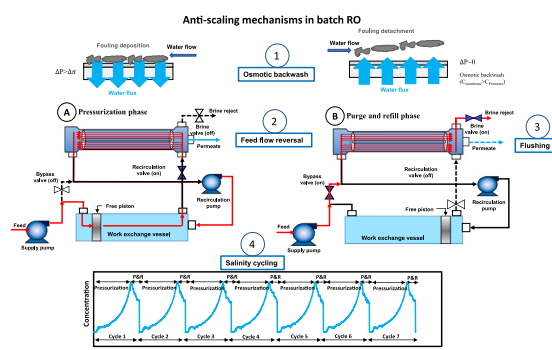 Anti-scaling mechanisms in batch RO
Fouling deposition
Water flow
ΔP>Δπ
Water flux
1
Osmotic backwash
Fouling detachment
Water flow
ΔP~0
Osmotic backwash
Water flux
A
Pressurization phase
Brine reject
Brine
valve (off)
Permeate
Bypass
valve (off)
Recirculation
valve (on)
Recirculation
pump
Feed
Free piston
Supply pump
Work exchange vessel
2
Feed flow reversal
B
Purge and refill phase
Brine reject
Brine
valve (on)
Permeate
3
Flushing
Bypass
valve (on)
Recirculation
valve (off)
Recirculation
pump
Feed
Free piston
Supply pump
Work exchange vessel
4
Salinity cycling
Concentration
P&R P&R P&R P&R P&R P&R P&R
Pressurization Pressurization Pressurization Pressurization Pressurization Pressurization Pressurization
Cycle 1 Cycle 2 Cycle 3 Cycle 4 Cycle 5 Cycle 6 Cycle 7